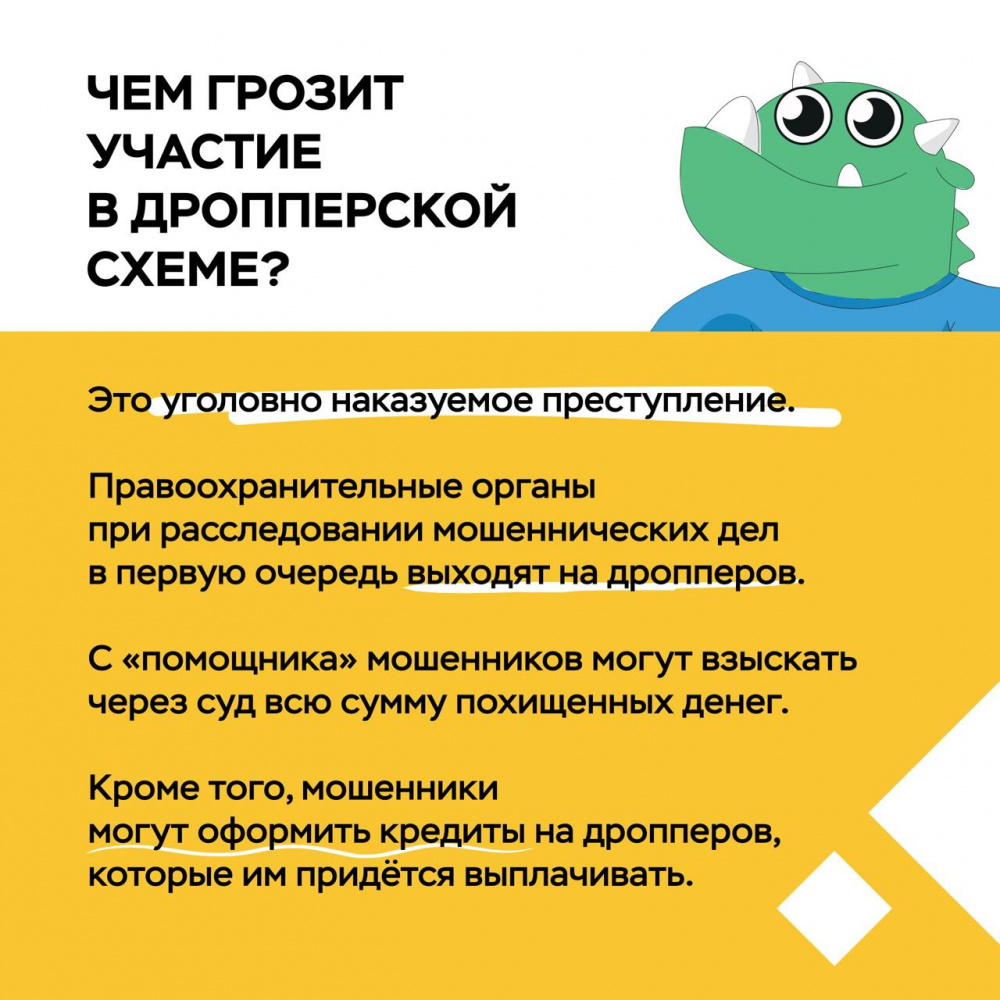 ЧЕМ ГРОЗИТ
УЧАСТИЕ
В ДРОППЕРСКОЙ
СХЕМЕ?
Это уголовно наказуемое преступление.
Правоохранительные органы
при расследовании мошеннических дел
в первую очередь выходят на дропперов.
С «помощника» мошенников могут взыскать
через суд всю сумму похищенных денег.
Кроме того, мошенники
могут оформить кредиты на дропперов,
которые им придётся выплачивать.